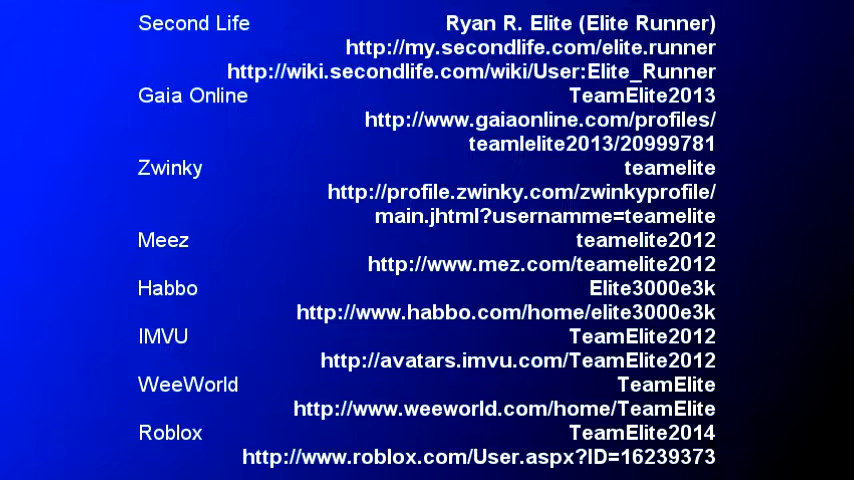 Second Life Ryan R. Elite (Elite Runner)
http://my.secondlife.com/elite.runner
http://wiki.secondlife.com/wiki/User:Elite_Runner
Gaia Online TeamElite2013
http://www.gaiaonline.com/profiles/
teamlelite2013/20999781
Zwinky teamelite
http://profile.zwinky.com/zwinkyprofile/
main.jhtml?usernamme=teamelite
Meez teamelite2012
http://www.mez.com/teamelite2012
Habbo Elite3000e3k
http://www.habbo.com/home/elite3000e3k
IMVU TeamElite2012
http://avatars.imvu.com/TeamElite2012
WeeWorld TeamElite
http://www.weeworld.com/home/TeamElite
Roblox TeamElite2014
http://www.roblox.com/User.aspx?ID=16239373